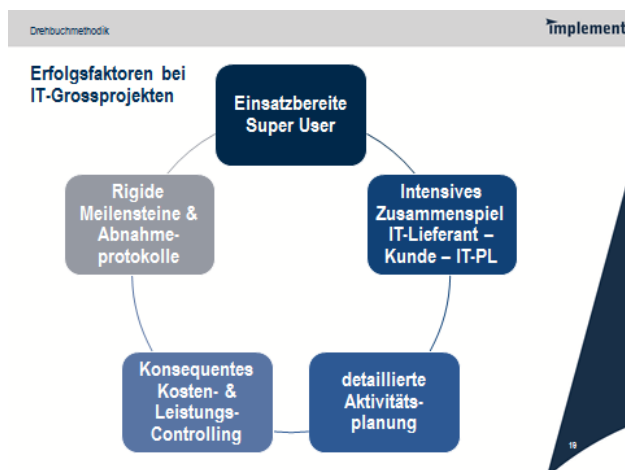 Drehbuchmethodik
implement
Erfolgsfaktoren bei
IT-Grossprojekten
Einsatzbereite
Super User
Intensives
Zusammenspiel
IT-Lieferant –
Kunde – IT-PL
detaillierte
Aktivitäts-
planung
Konsequentes
Kosten- &
Leistungs-
Controlling
Rigide
Meilensteine &
Abnahme-
protokolle
19